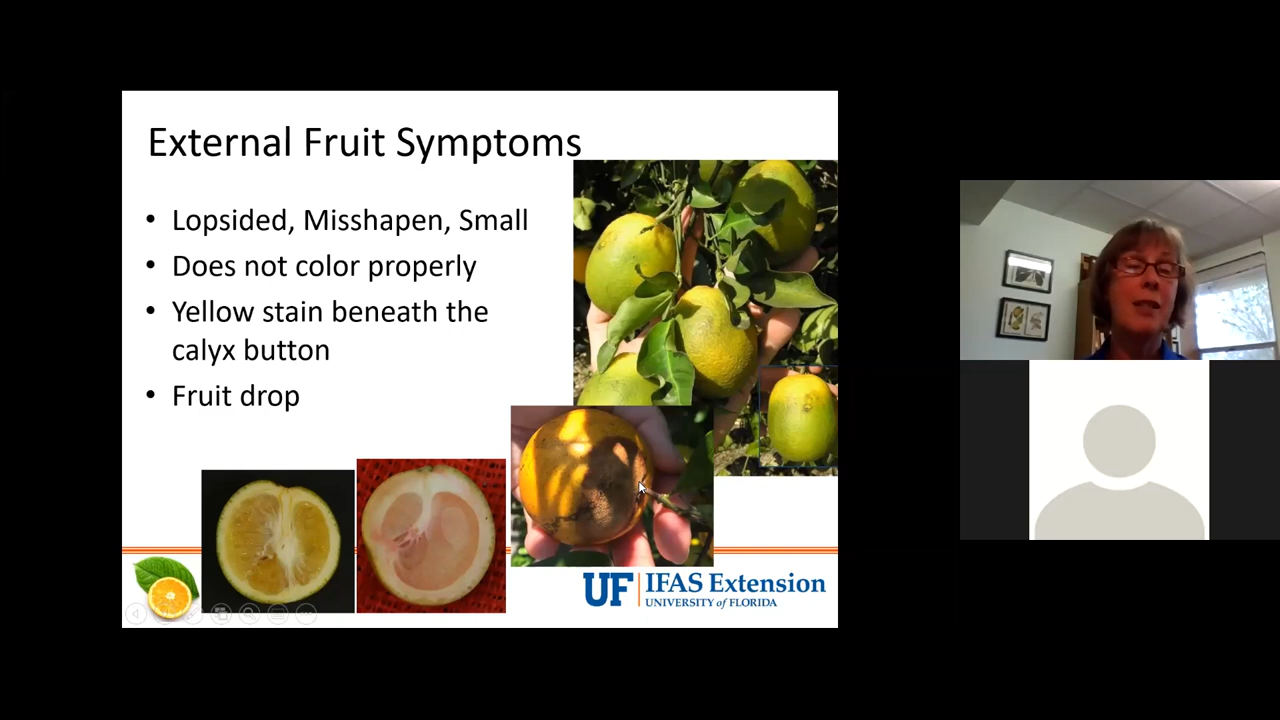 External Fruit Symptoms
• Lopsided, Misshapen, Small
• Does not color properly
• Yellow stain beneath the
calyx button
• Fruit drop
UF IFAS Extension
UNIVERSITY of FLORIDA